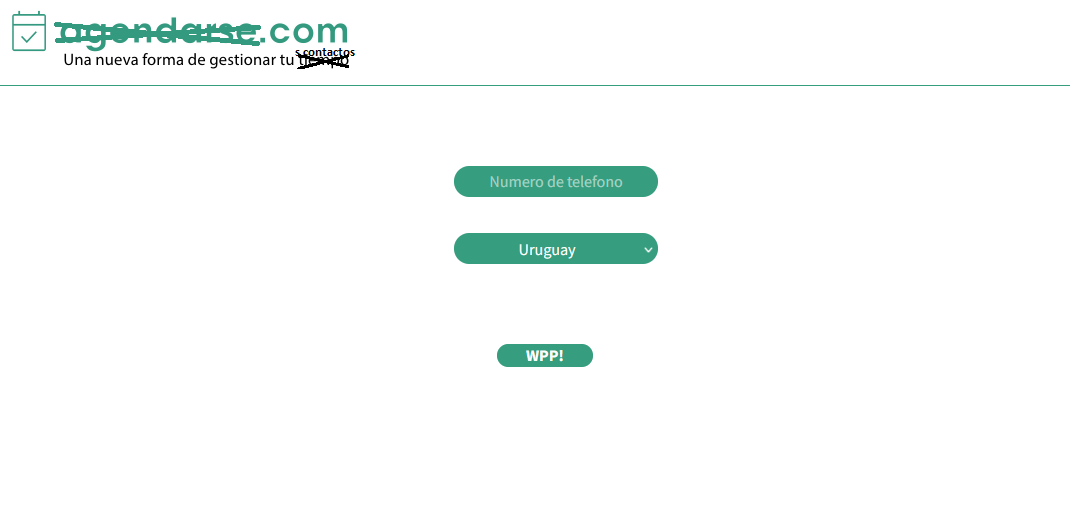 agendarse.com
s contactos
Una nueva forma de gestionar tu tiempo
Numero de telefono
Uruguay
WPP!